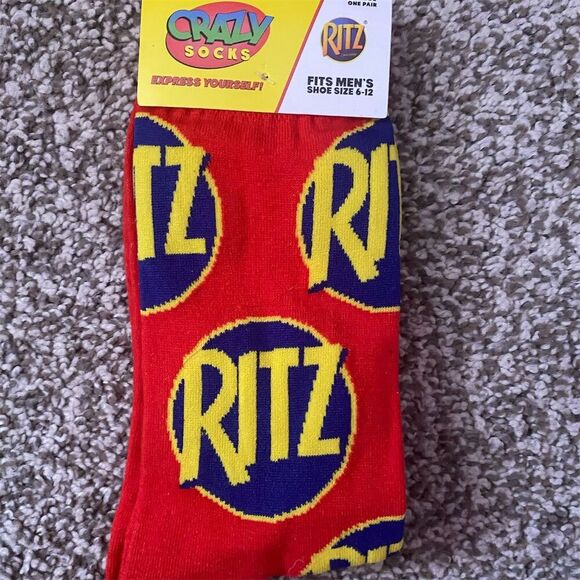 ONE PAIR
CRAZY
SOCKS
EXPRESS YOURSELF!
RITZ
FITS MEN'S
SHOE SIZE 6-12
RITZ
RITZ
RITZ